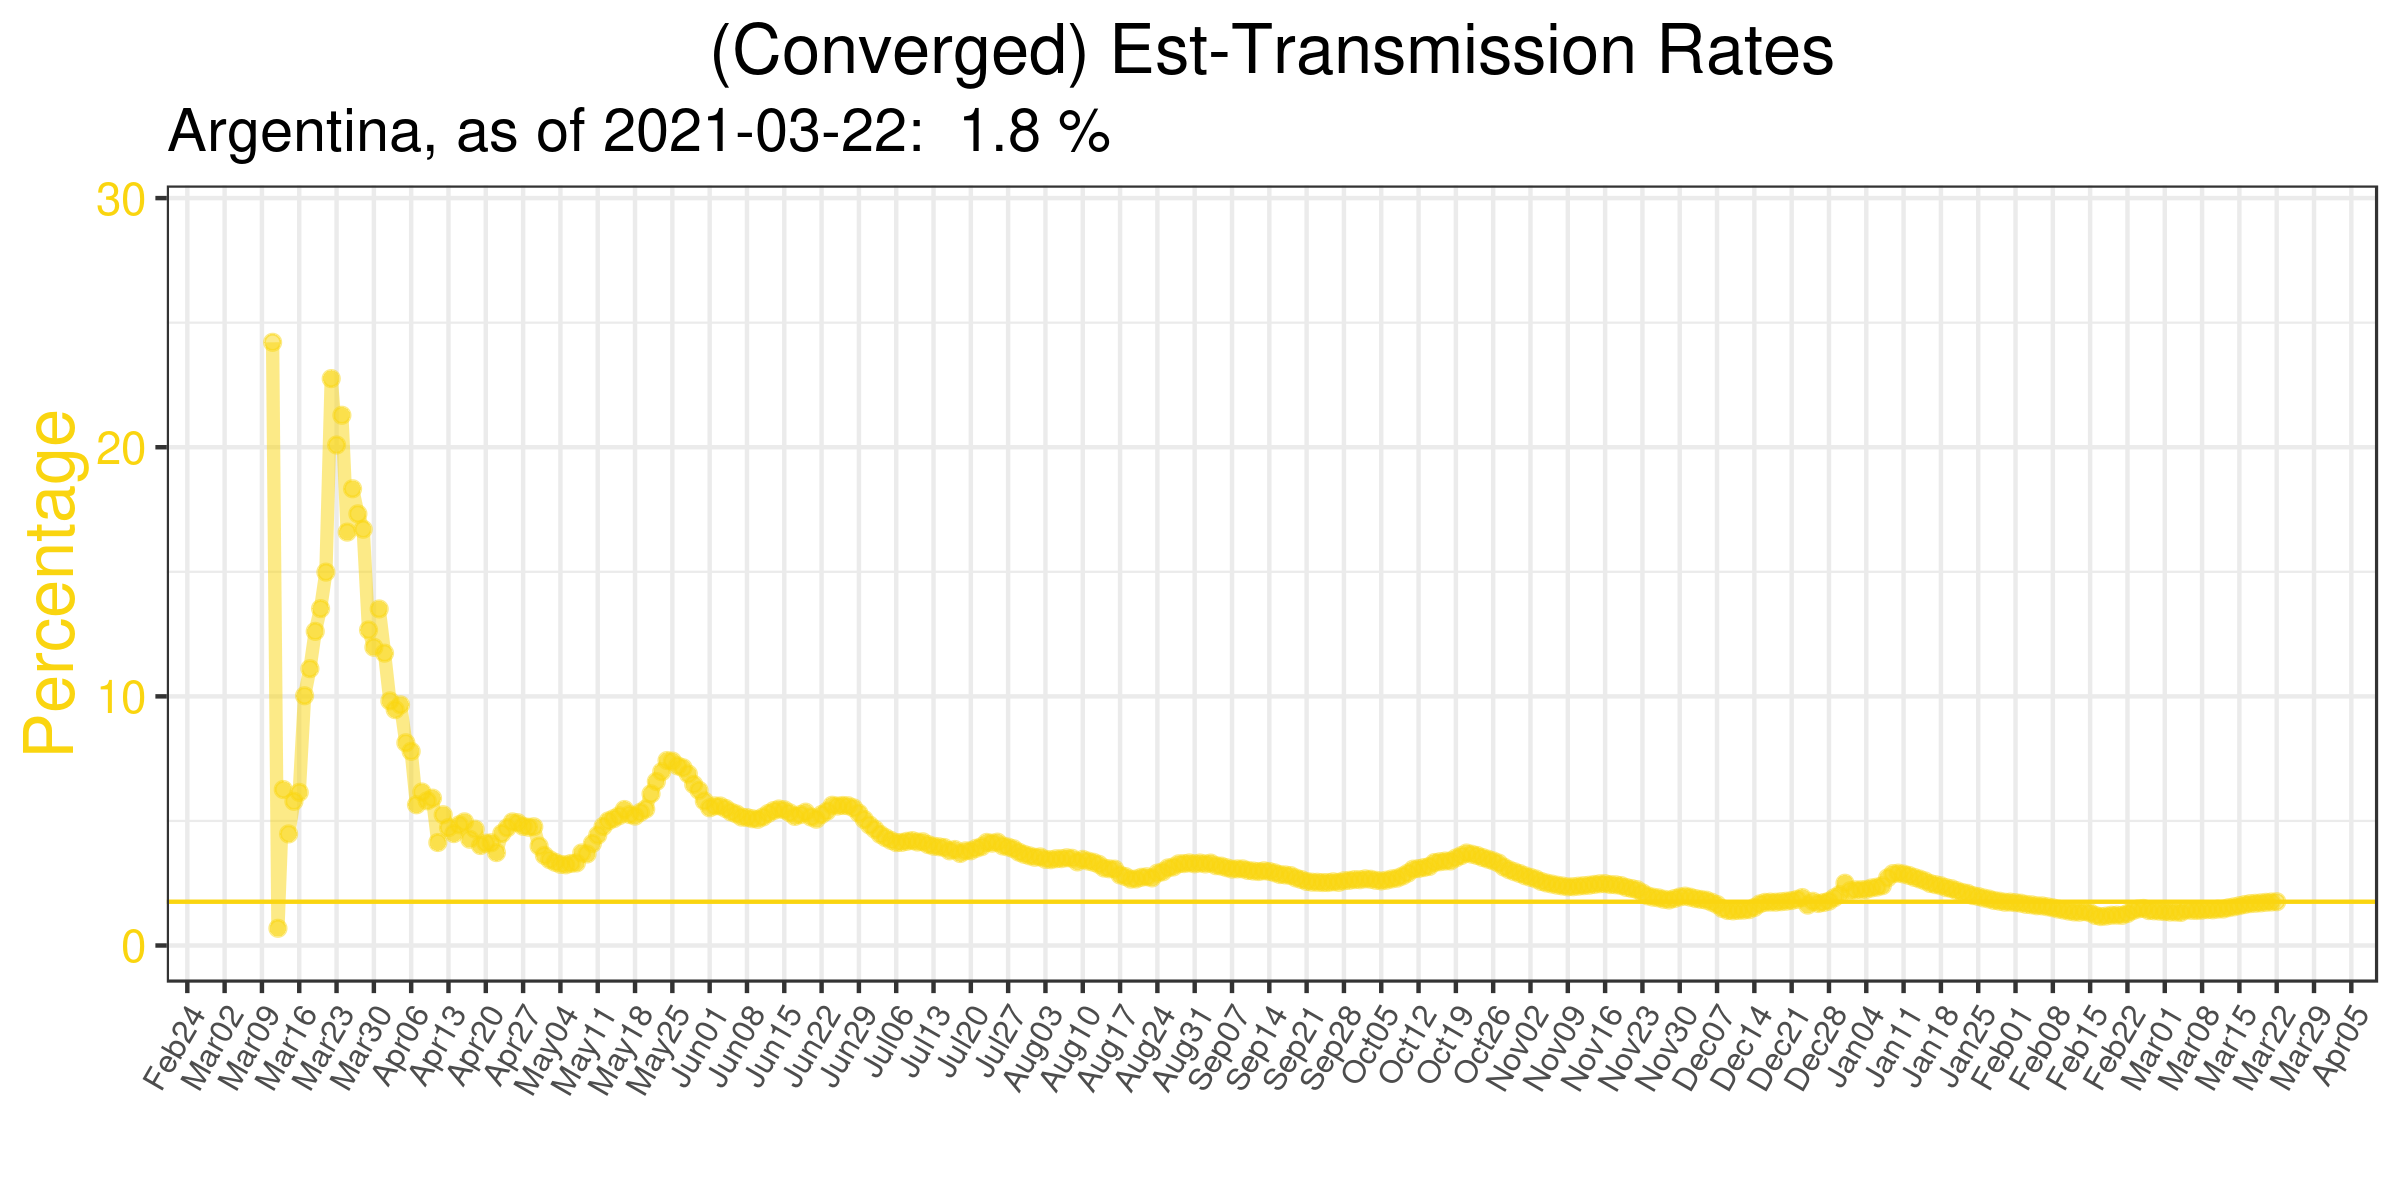 (Converged) Est-Transmission Rates
Argentina, as of 2021-03-22:  1.8 %
Percentage
30
20
10
0
Feb24
Mar02
Mar09
Mar16
Mar23
Mar30
Apr06
Apr13
Apr20
Apr27
May04
May11
May18
May25
Jun01
Jun08
Jun15
Jun22
Jun29
Jul06
Jul13
Jul20
Jul27
Aug03
Aug10
Aug17
Aug24
Aug31
Sep07
Sep14
Sep21
Sep28
Oct05
Oct12
Oct19
Oct26
Nov02
Nov09
Nov16
Nov23
Nov30
Dec07
Dec14
Dec21
Dec28
Jan04
Jan11
Jan18
Jan25
Feb01
Feb08
Feb15
Feb22
Mar01
Mar08
Mar15
Mar22
Mar29
Apr05